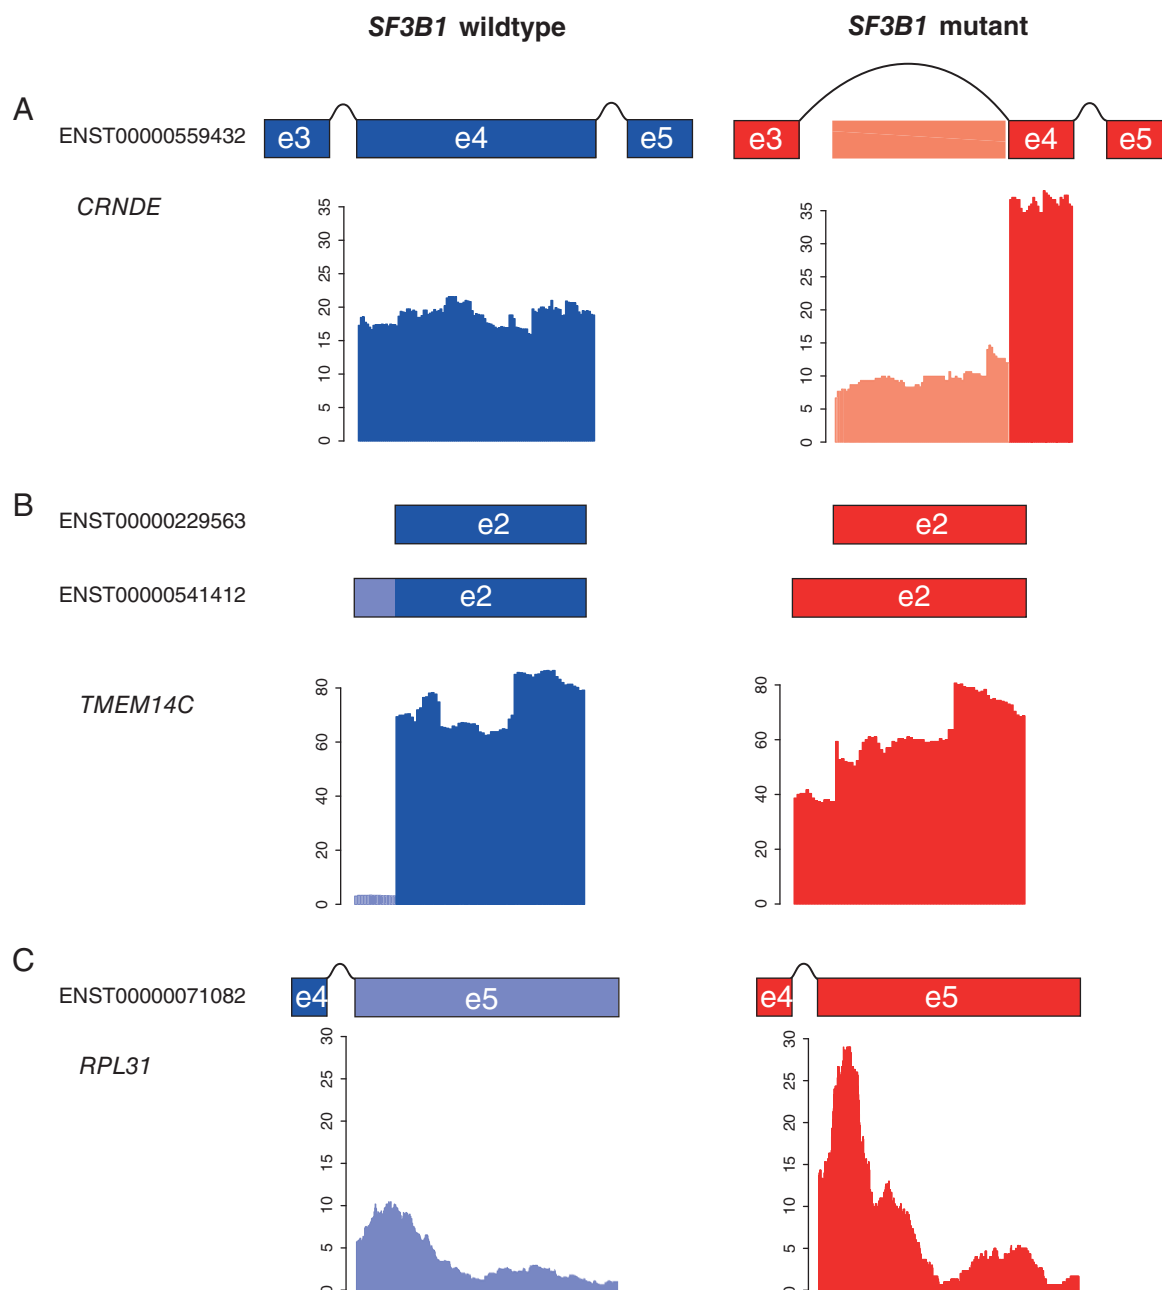 SF3B1 wildtype SF3B1 mutant
A
ENST00000559432 e3 e4 e5 e3 e4 e5
CRNDE
35 30 25 20 15 10 5 0
35 30 25 20 15 10 5 0
B
ENST00000229563 e2 e2
ENST00000541412 e2 e2
TMEM14C
80 60 40 20 0
80 60 40 20 0
C
ENST00000071082 e4 e5 e4 e5
RPL31
30 25 20 15 10 5 0
30 25 20 15 10 5 0